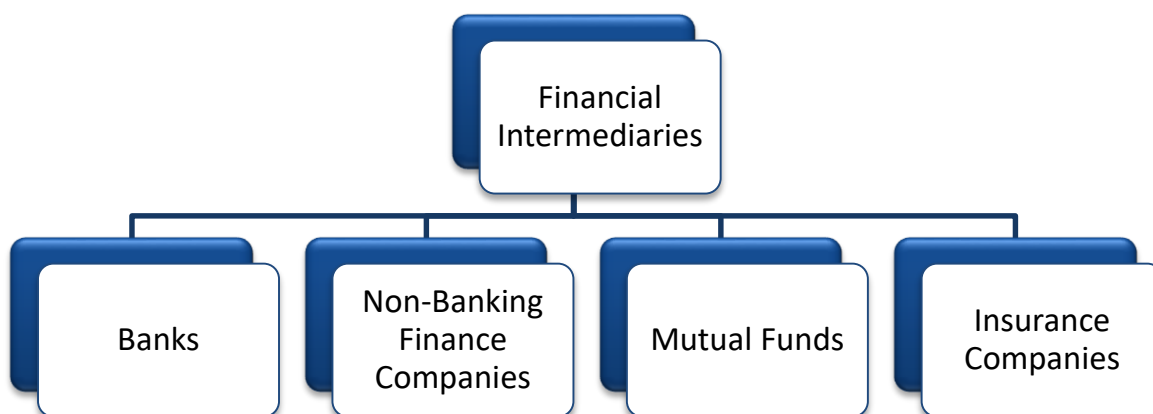 Financial
Intermediaries
Banks
Non-Banking
Finance
Companies
Mutual Funds
Insurance
Companies